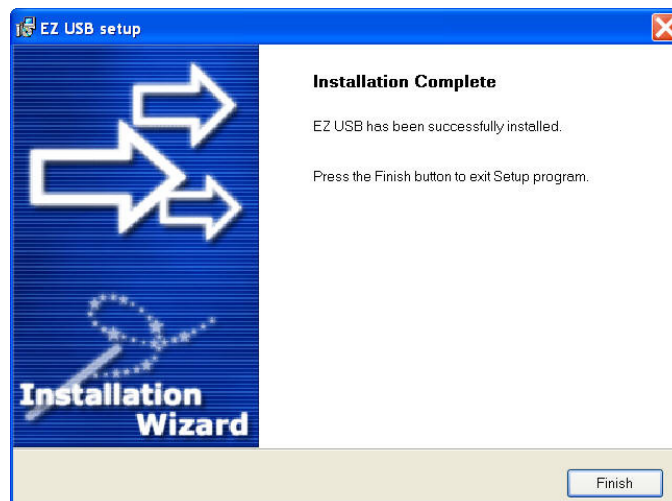 EZ USB setup
Installation Complete
EZ USB has been successfully installed.
Press the Finish button to exit Setup program.
Installation
Wizard
Finish